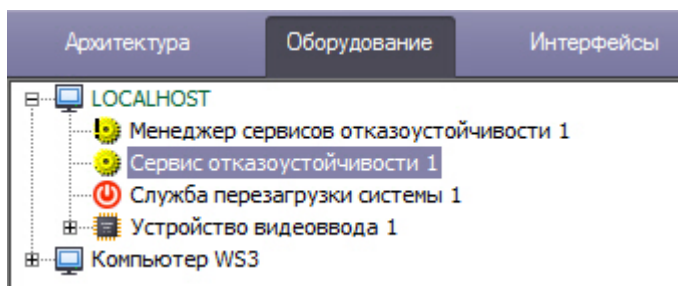 Архитектура Оборудование Интерфейсы
LOCALHOST
Менеджер сервисов отказоустойчивости 1
Сервис отказоустойчивости 1
Служба перезагрузки системы 1
Устройство видеоввода 1
Компьютер WS3